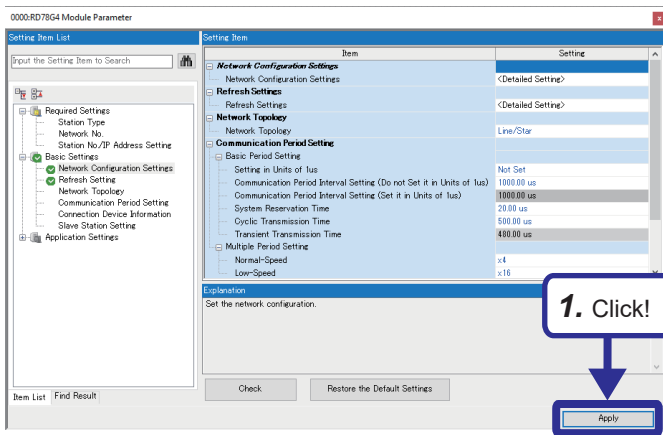 0000:RD78G4 Module Parameter
x
Setting Item List
Input the Setting Item to Search
Required Settings
Station Type
Network No.
Station No./IP Address Setting
Basic Settings
Network Configuration Settings
Refresh Setting
Network Topology
Communication Period Setting
Connection Device Information
Slave Station Setting
Application Settings
Item List Find Result
Setting Item
Item Setting
Network Configuration Settings
Network Configuration Settings <Detailed Setting>
Refresh Settings
Refresh Settings <Detailed Setting>
Network Topology
Network Topology Line/Star
Communication Period Setting
Basic Period Setting
Setting in Units of 1us Not Set
Communication Period Interval Setting (Do not Set it in Units of 1us) 1000.00 us
Communication Period Interval Setting (Set it in Units of 1us) 1000.00 us
System Reservation Time 20.00 us
Cyclic Transmission Time 500.00 us
Transient Transmission Time 480.00 us
Multiple Period Setting
Normal-Speed x4
Low-Speed x16
Explanation
Set the network configuration.
1. Click!
Check Restore the Default Settings
Apply